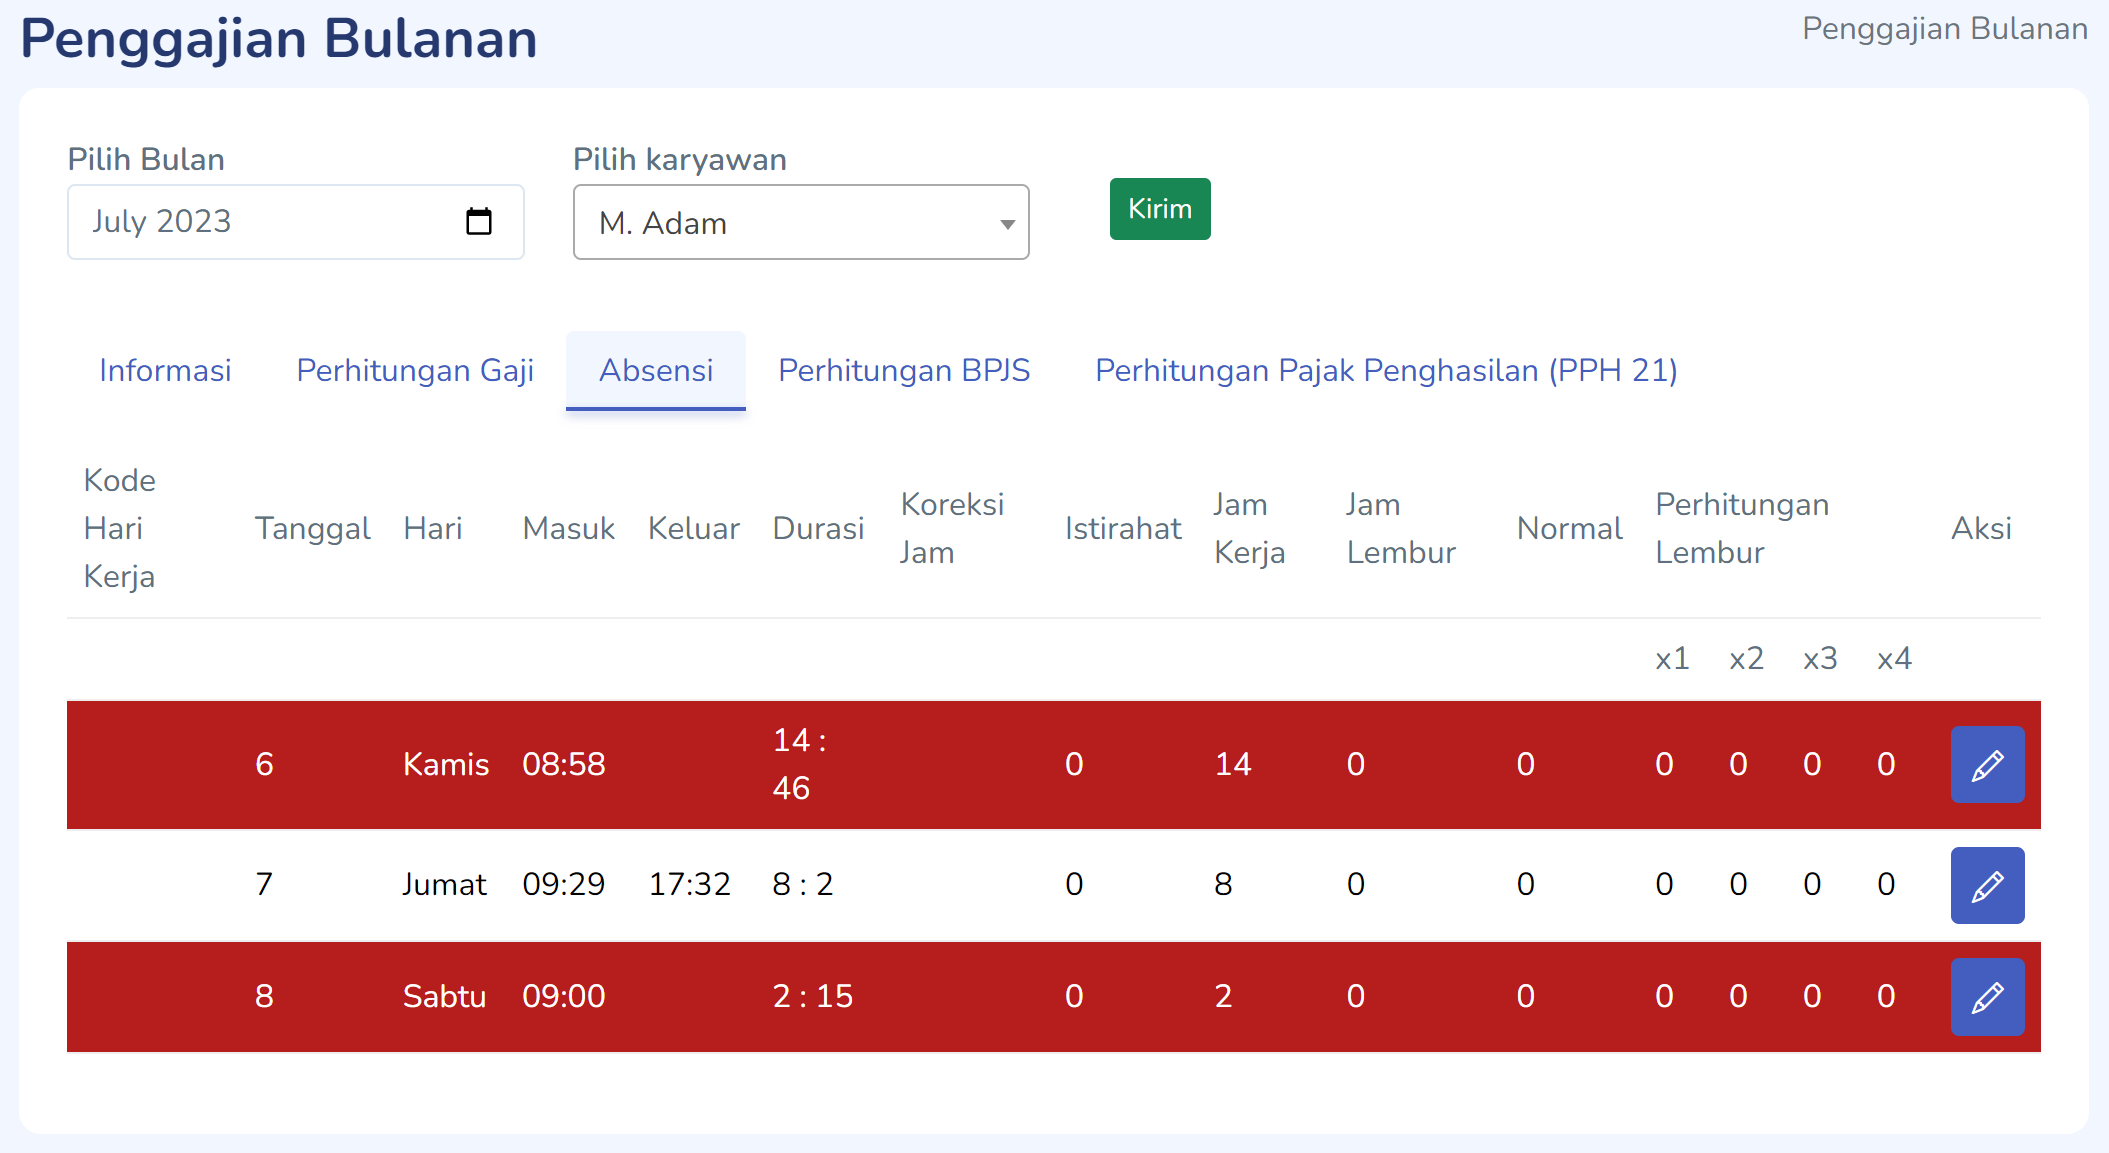 Penggajian Bulanan
Penggajian Bulanan
Pilih Bulan
Pilih karyawan
July 2023
M. Adam
Kirim
Informasi Perhitungan Gaji Absensi Perhitungan BPJS Perhitungan Pajak Penghasilan (PPH 21)
Kode Hari Kerja Tanggal Hari Masuk Keluar Durasi Koreksi Jam Istirahat Jam Kerja Jam Lembur Normal Perhitungan Lembur Aksi
x1 x2 x3 x4
6 Kamis 08:58 14 : 46 0 14 0 0 0 0 0 0
7 Jumat 09:29 17:32 8 : 2 0 8 0 0 0 0 0 0
8 Sabtu 09:00 2 : 15 0 2 0 0 0 0 0 0